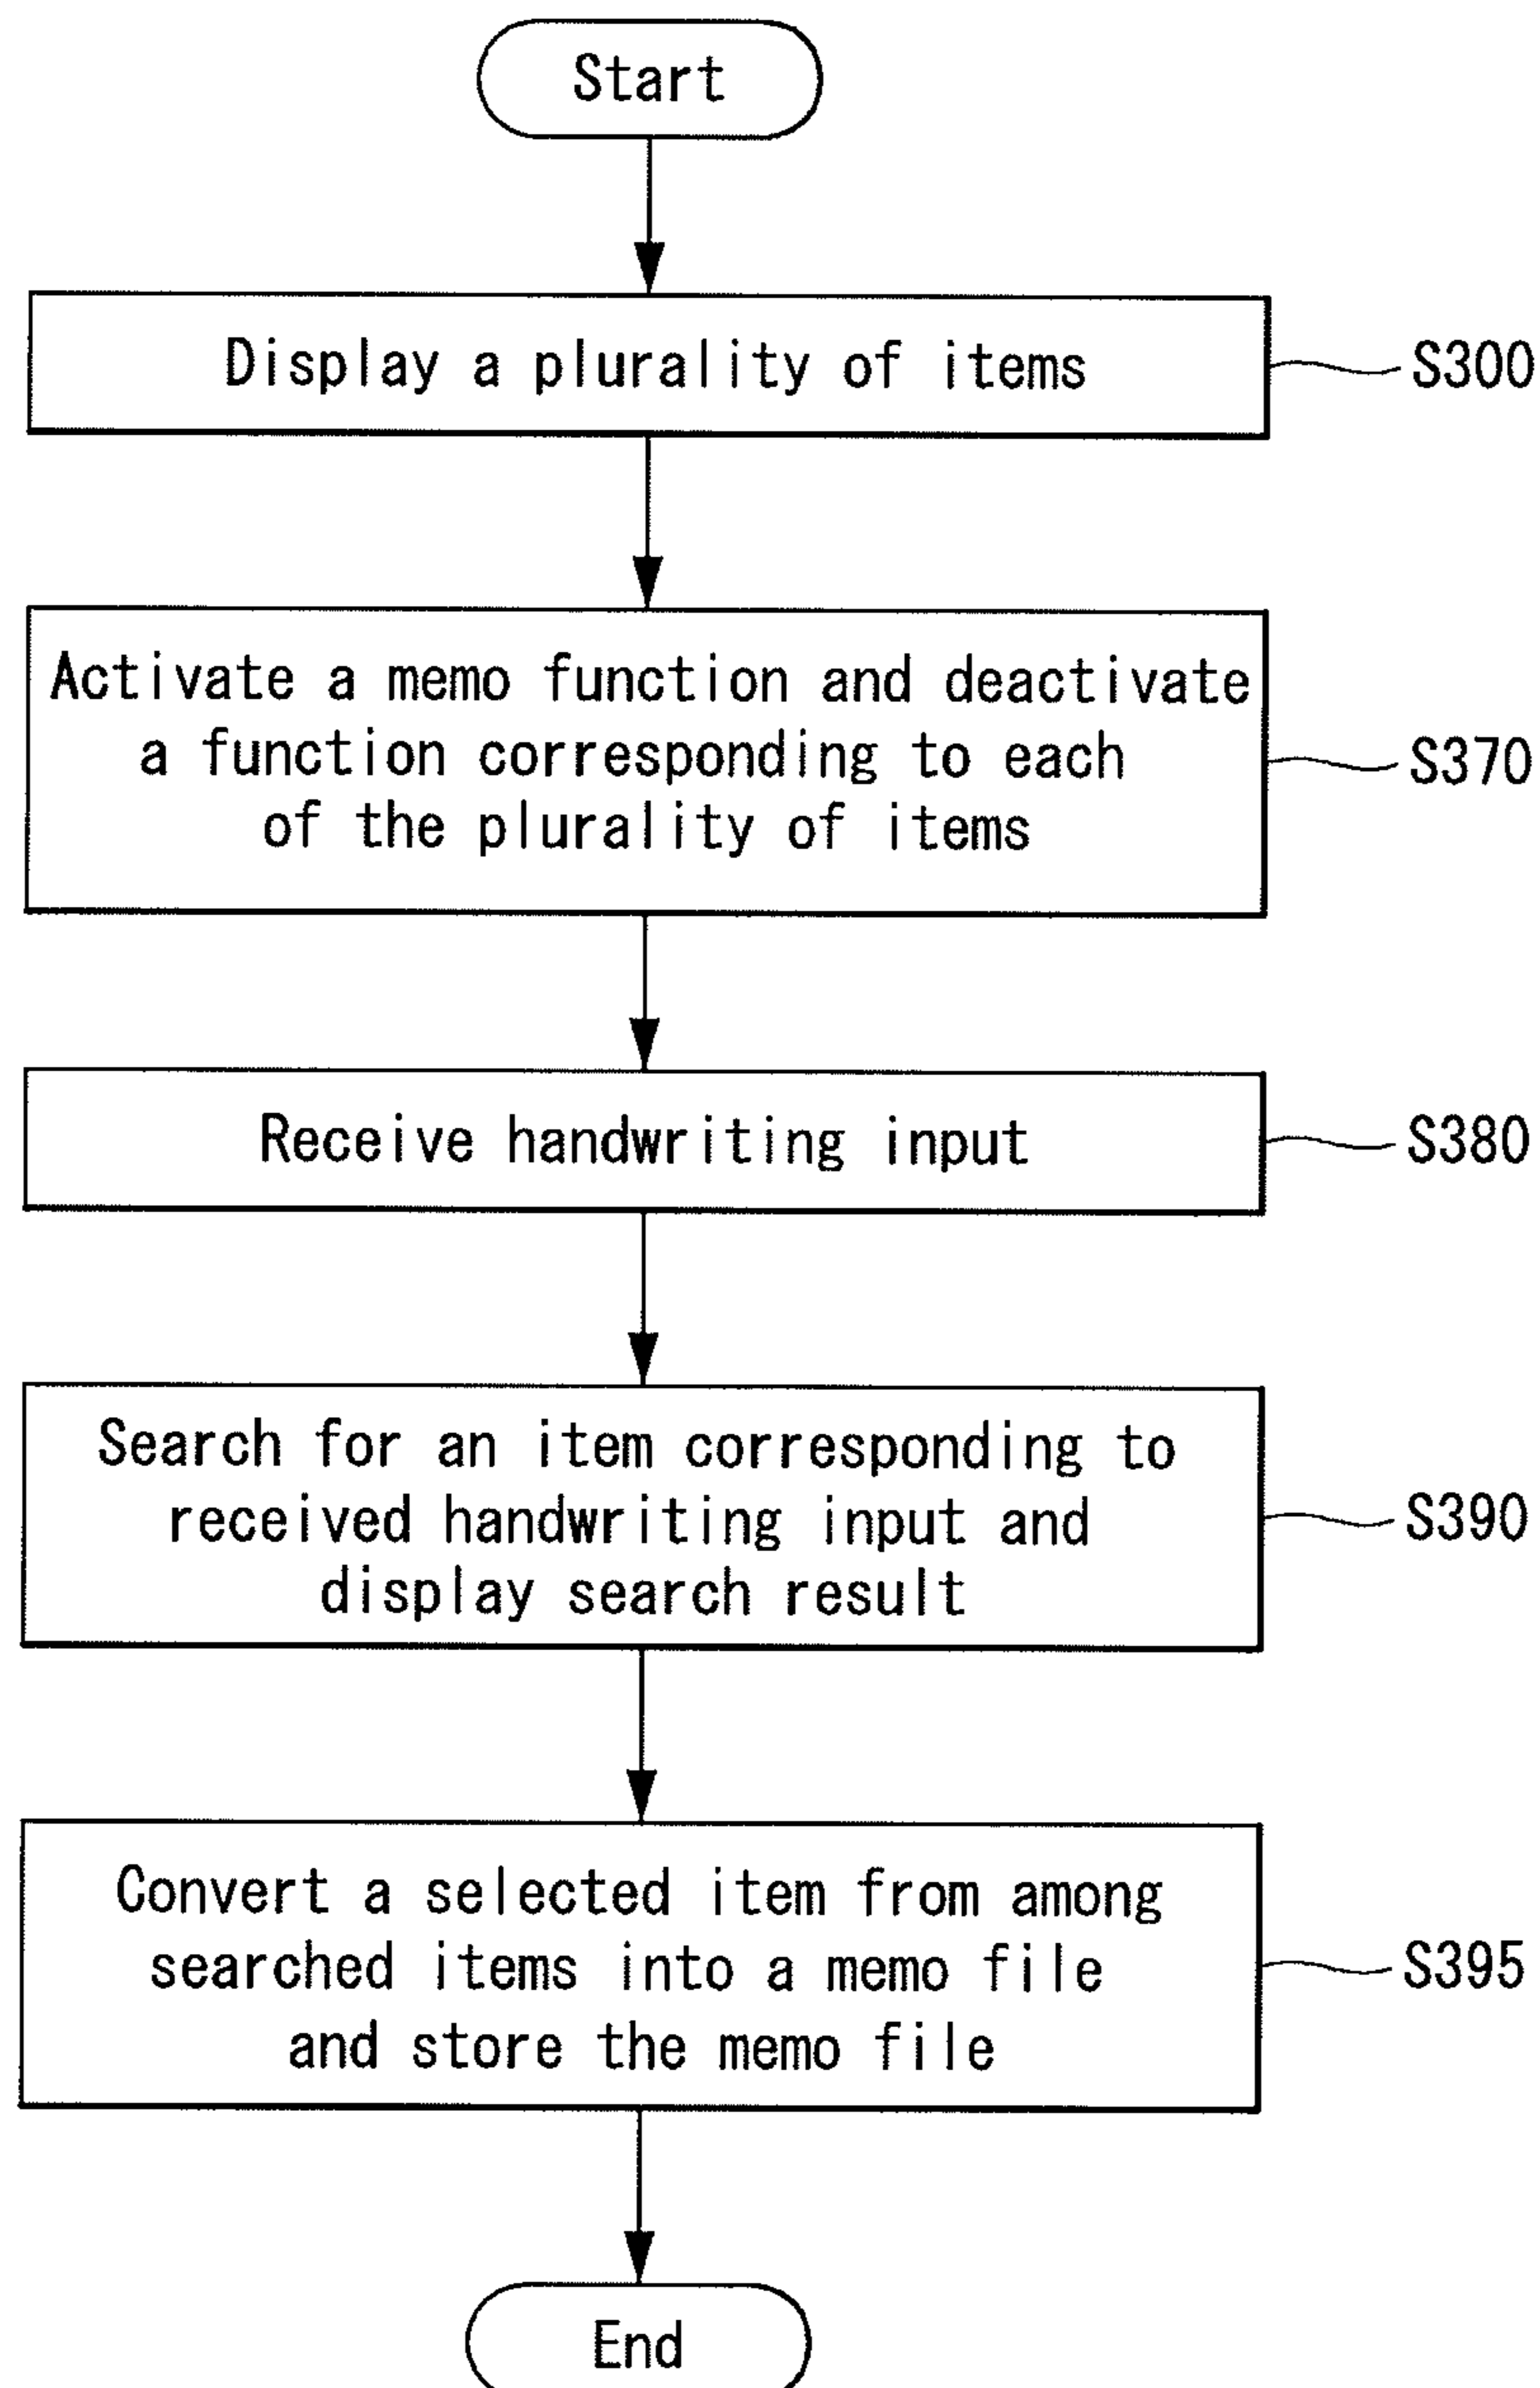 Start
Display a plurality of items
S300
Activate a memo function and deactivate
a function corresponding to each
of the plurality of items
S370
Receive handwriting input
S380
Search for an item corresponding to
received handwriting input and
display search result
S390
Convert a selected item from among
searched items into a memo file
and store the memo file
S395
End